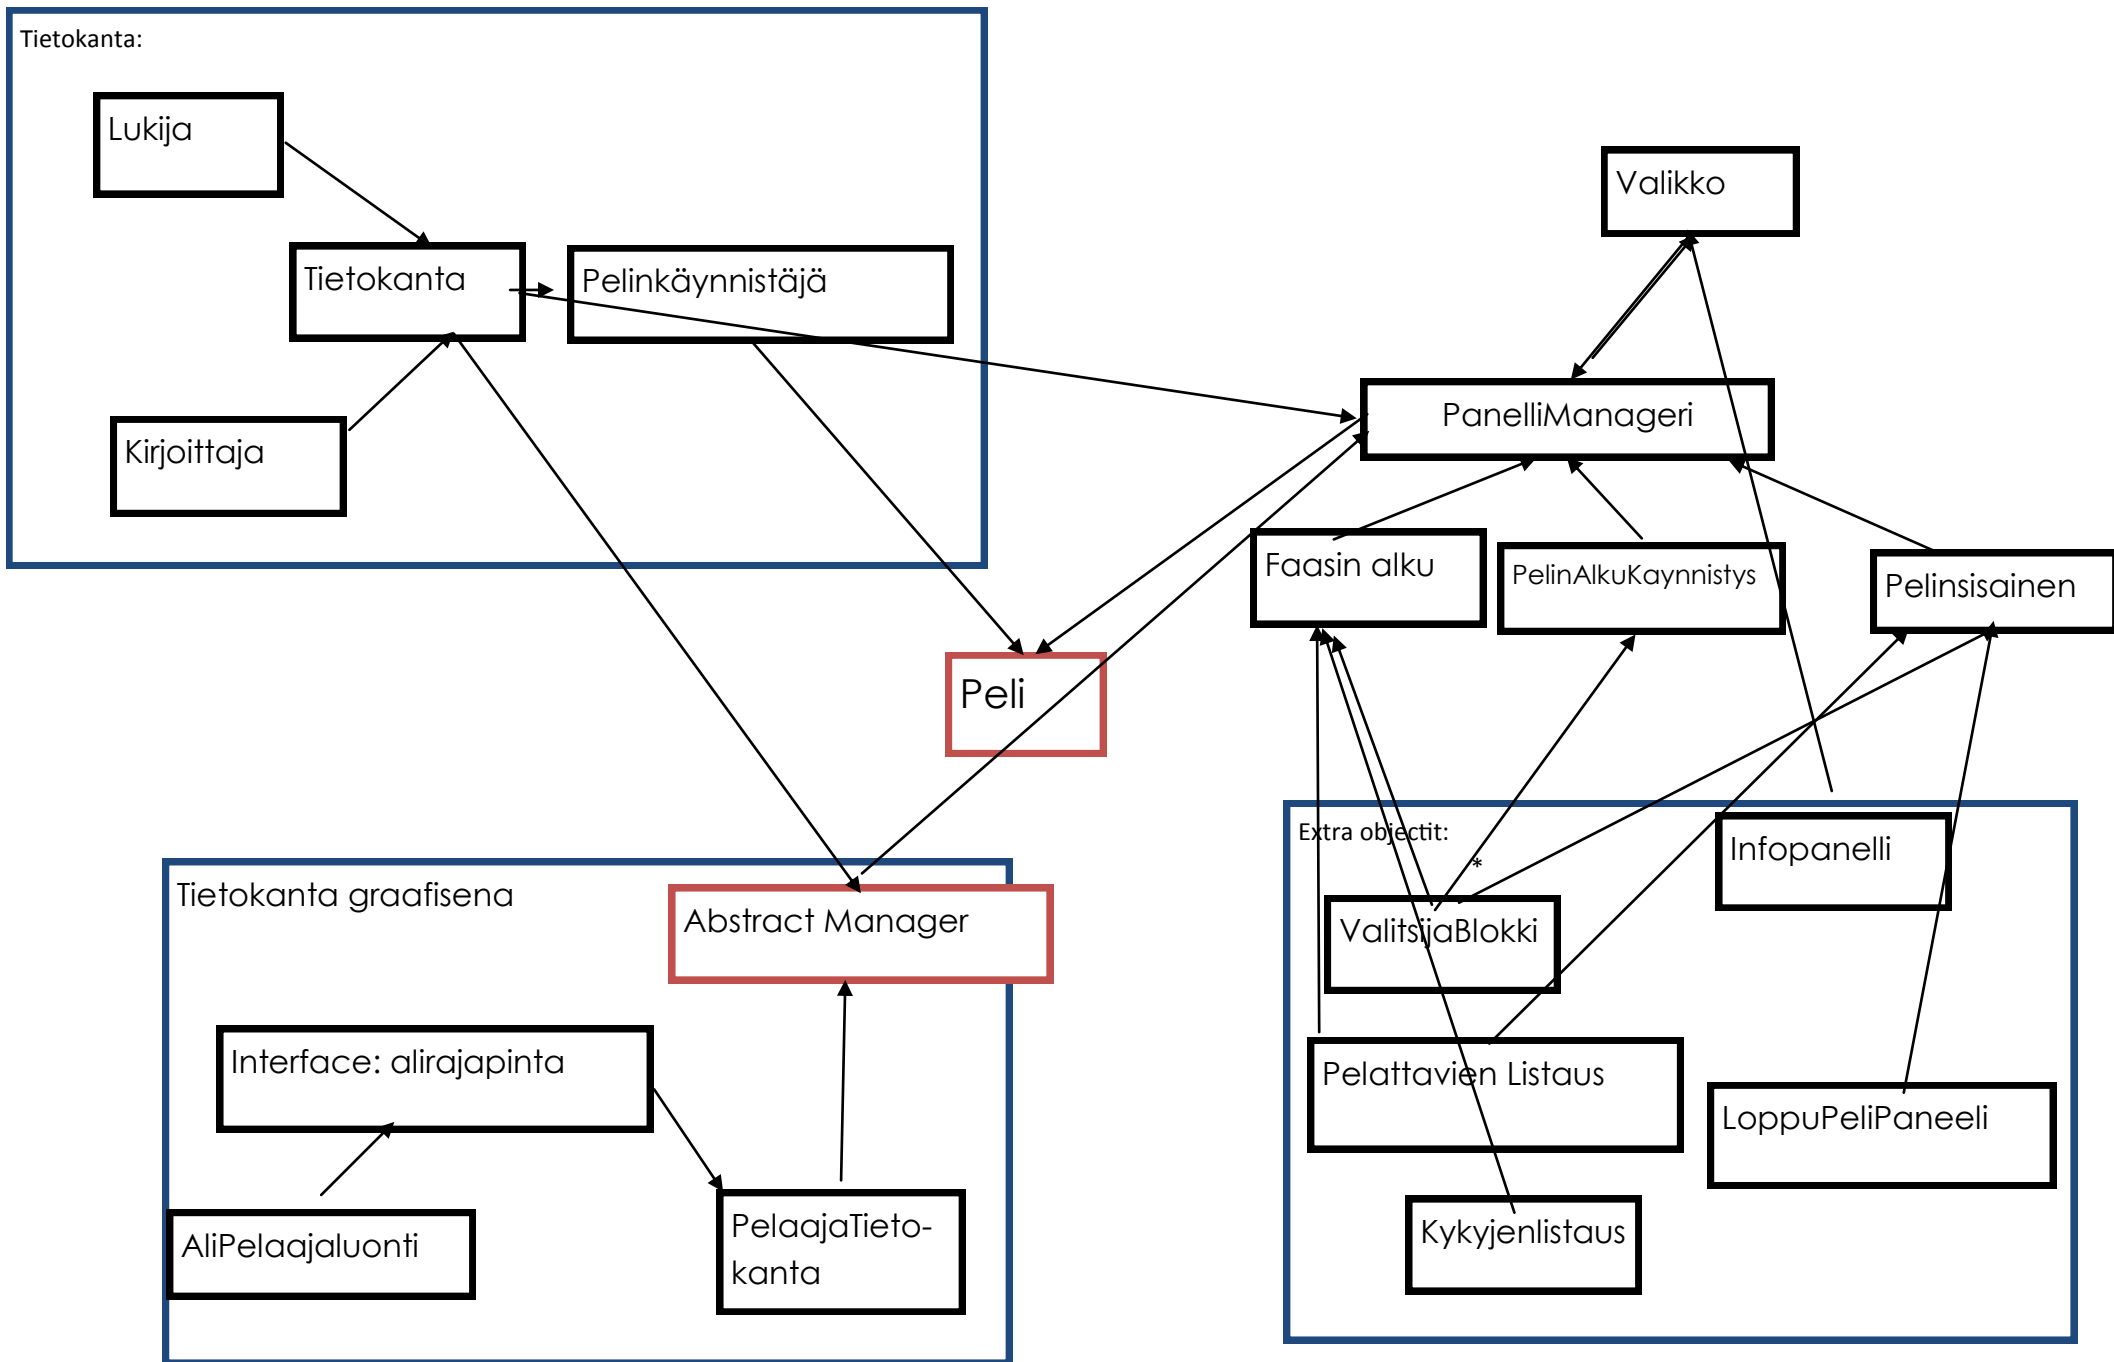 Tietokanta:
Lukija
Valikko
Tietokanta
Pelinkäynnistäjä
PanelliManageri
Kirjoittaja
Faasin alku
PelinAlkuKaynnistys
Pelinsisainen
Peli
Extra objectit:
Infopanelli
*
Tietokanta graafisena
Abstract Manager
ValitsijaBlokki
Interface: alirajapinta
Pelattavien Listaus
LoppuPeliPaneeli
AliPelaajaluonti
PelaajaTieto-
kanta
Kykyjenlistaus